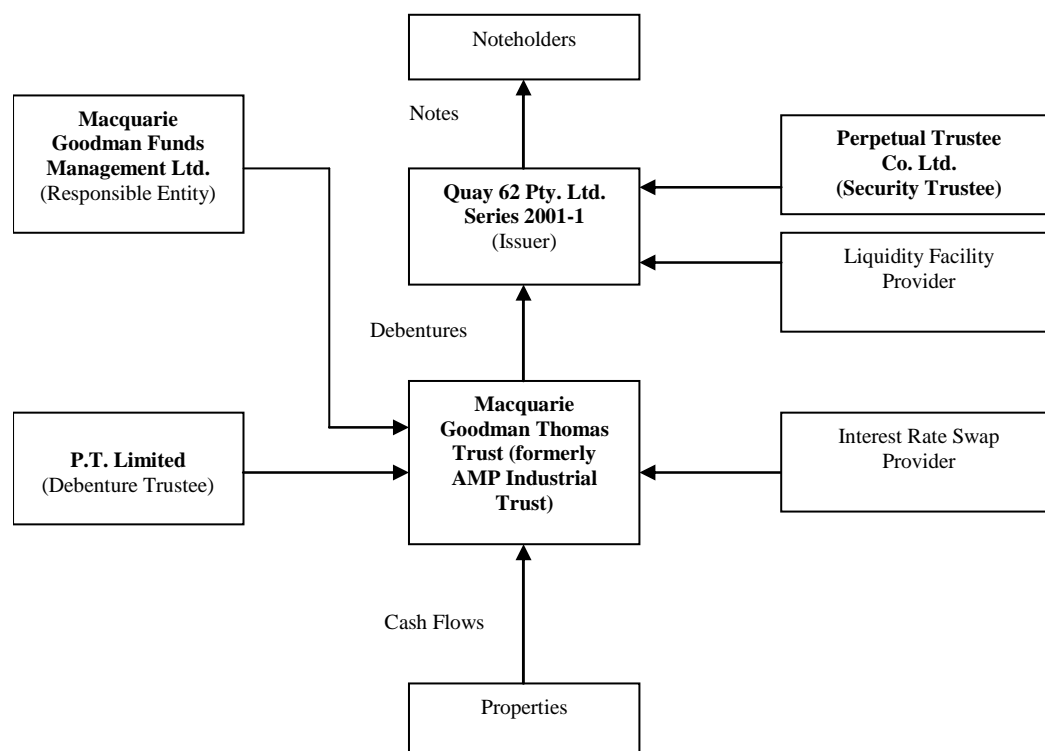 Noteholders
Notes
Macquarie
Goodman Funds
Management Ltd.
(Responsible Entity)
Perpetual Trustee
Co. Ltd.
(Security Trustee)
Quay 62 Pty. Ltd.
Series 2001-1
(Issuer)
Liquidity Facility
Provider
Debentures
Macquarie
Goodman Thomas
Trust (formerly
AMP Industrial
Trust)
P.T. Limited
(Debenture Trustee)
Interest Rate Swap
Provider
Cash Flows
Properties